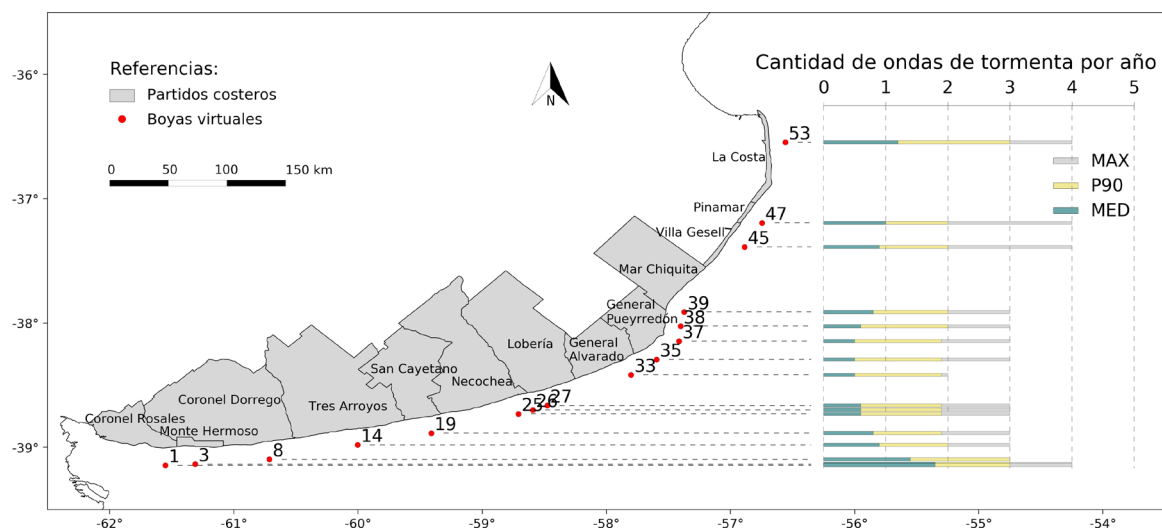 Cantidad de ondas de tormenta por año
0 1 2 3 4 5
-36°
-37°
-38°
-39°
Referencias:
Partidos costeros
Boyas virtuales
0 50 100 150 km
N
53
La Costa
MAX
P90
MED
Pinamar
47
Villa Gesell
45
Mar Chiquita
39
General
Pueyrredón
38
37
General
Alvarado
35
33
Lobería
San Cayetano
Necochea
27
26
25
Coronel Dorrego
Tres Arroyos
19
Coronel Rosales
Monte Hermoso
14
8
3
1
-62° -61° -60° -59° -58° -57° -56° -55° -54°